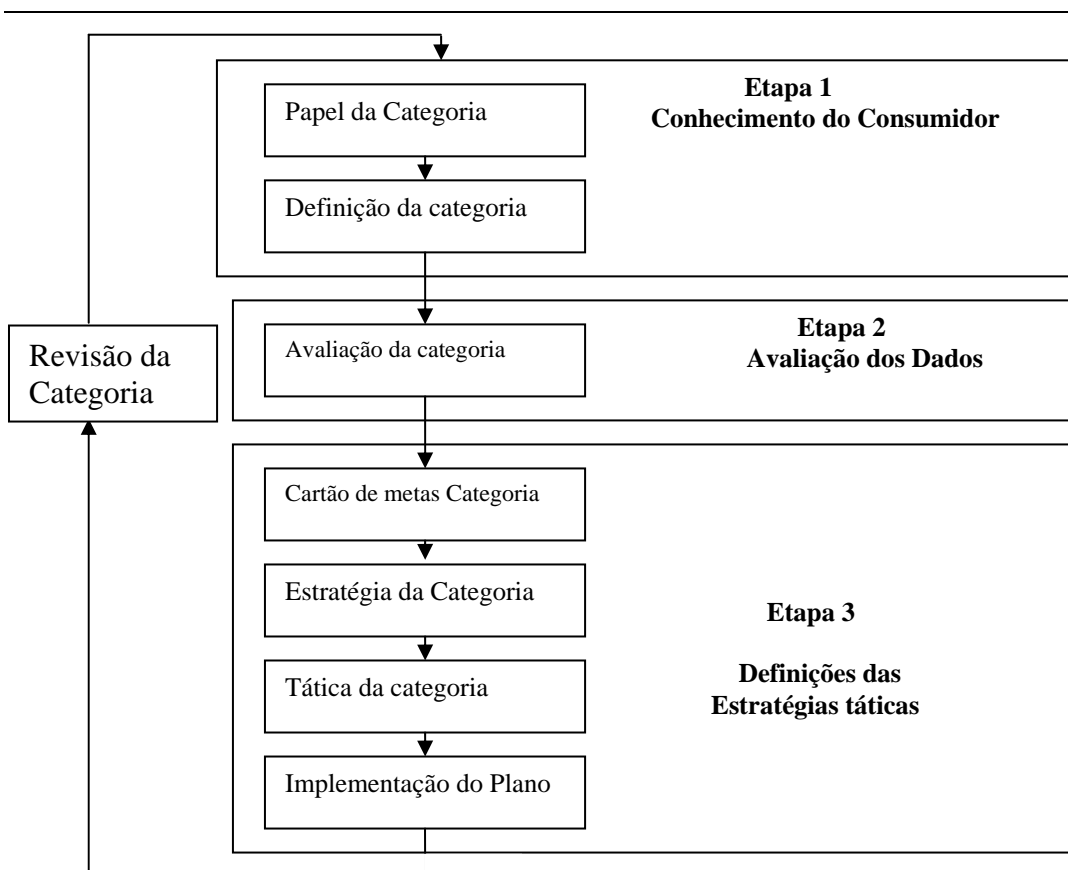 Etapa 1
Conhecimento do Consumidor
Papel da Categoria
Definição da categoria
Etapa 2
Avaliação dos Dados
Avaliação da categoria
Revisão da
Categoria
Cartão de metas Categoria
Estratégia da Categoria
Etapa 3
Definições das
Estratégias táticas
Tática da categoria
Implementação do Plano